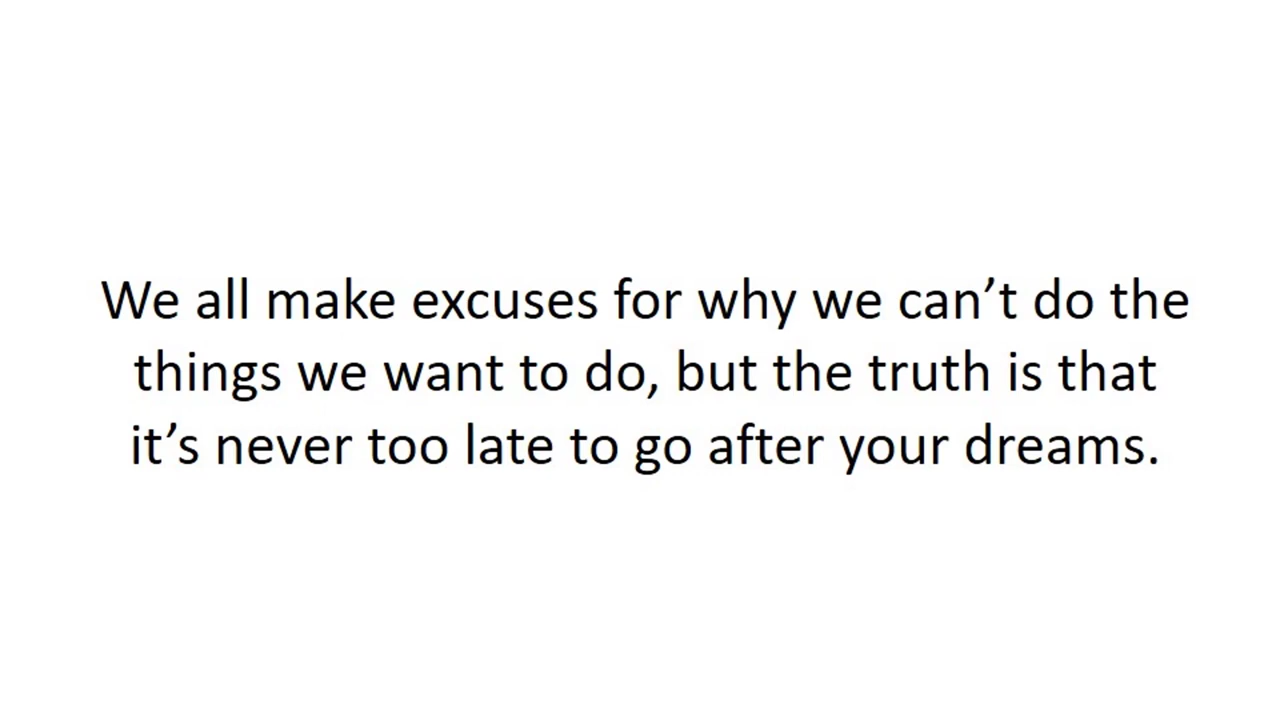 We all make excuses for why we can’t do the
things we want to do, but the truth is that
it’s never too late to go after your dreams.